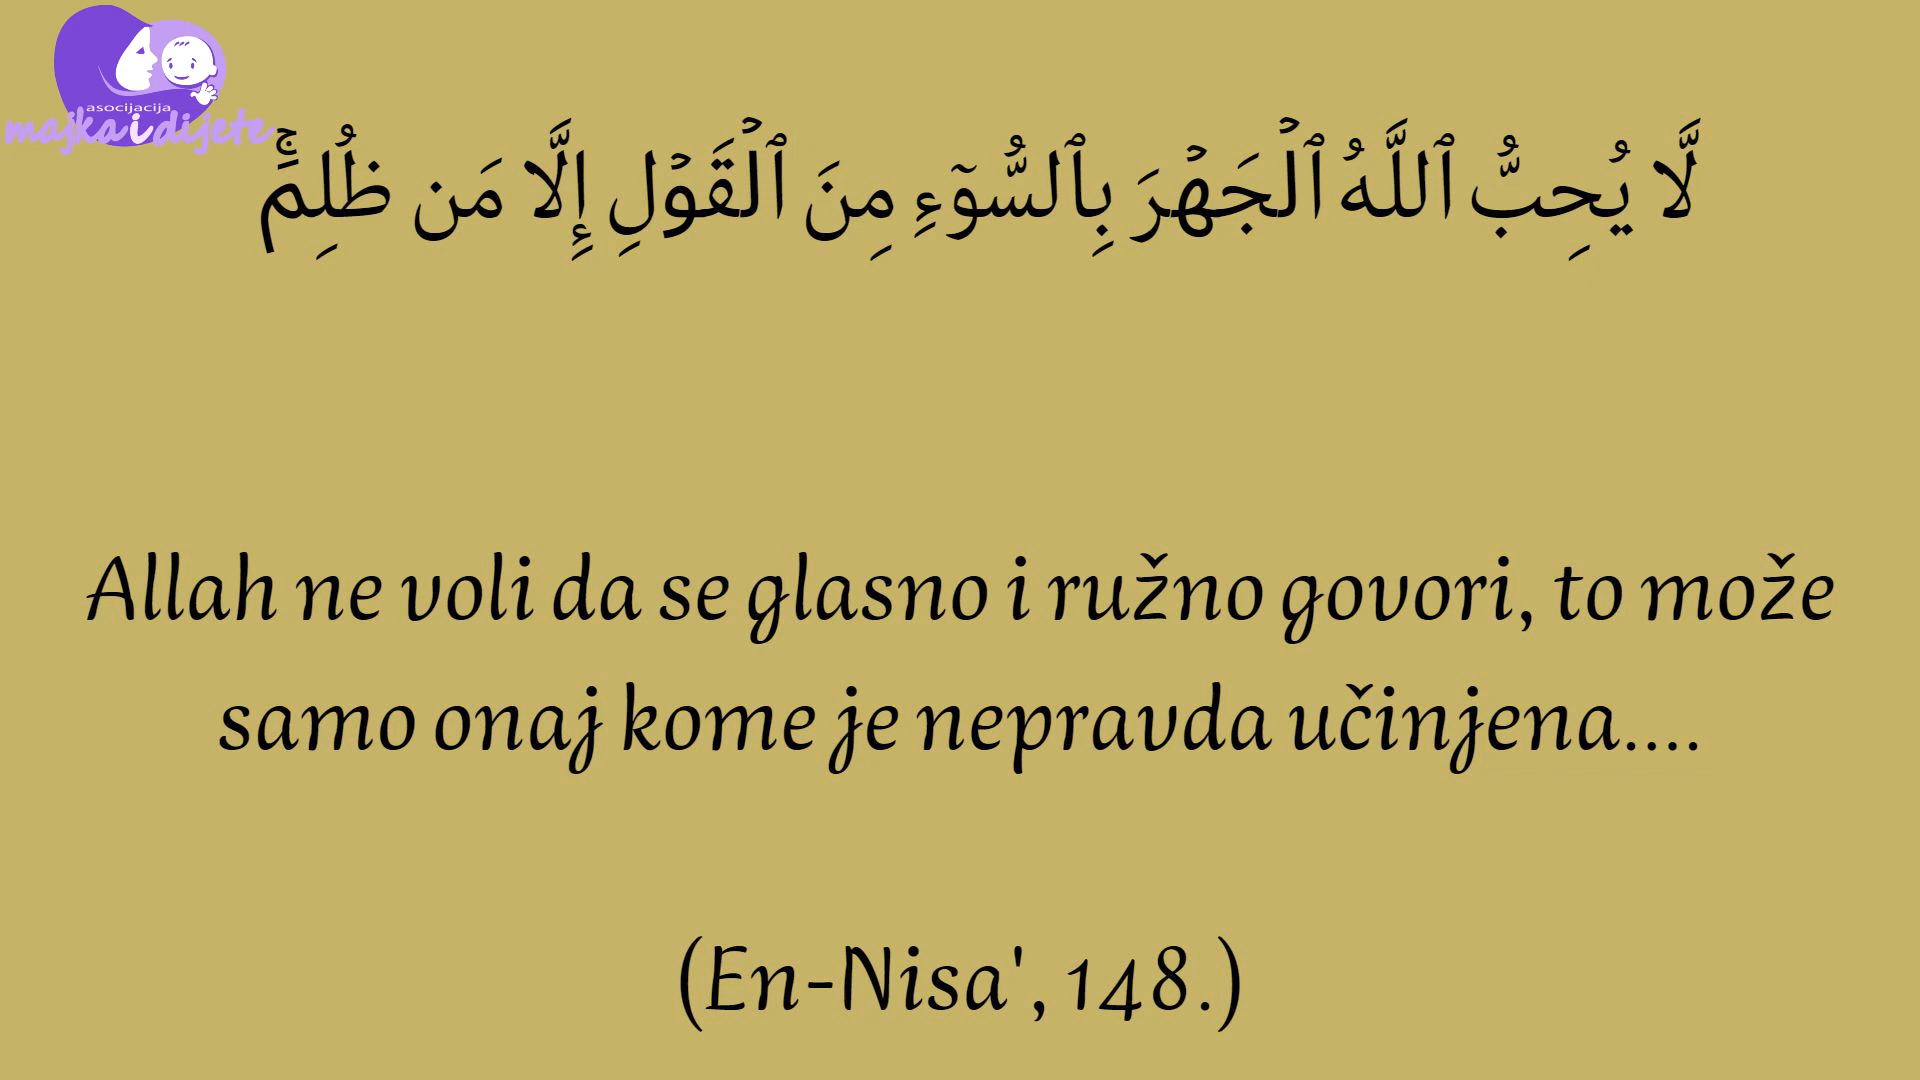 asocijacija
majka i dijete
لَّا يُحِبُّ ٱللَّهُ ٱلْجَهْرَ بِٱلسُّوٓءِ مِنَ ٱلْقَوْلِ إِلَّا مَن ظُلِمَ ۚ
Allah ne voli da se glasno i ružno govori, to može
samo onaj kome je nepravda učinjena....
(En-Nisa', 148.)